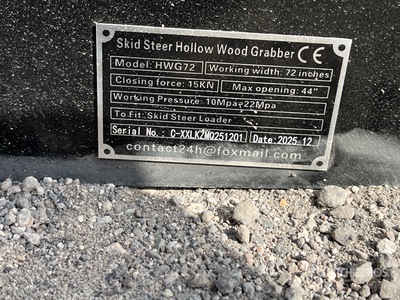 Skid Steer Hollow Wood Grabber CE
Model: HWG72 Working width: 72 inches
Closing force: 15KN Max opening: 44"
Working Pressure: 10Mpa-22Mpa
To Fit: Skid Steer Loader
Serial No.: C-XXLKZMQ251201 Date: 2025.12
contact24h@foxmail.com